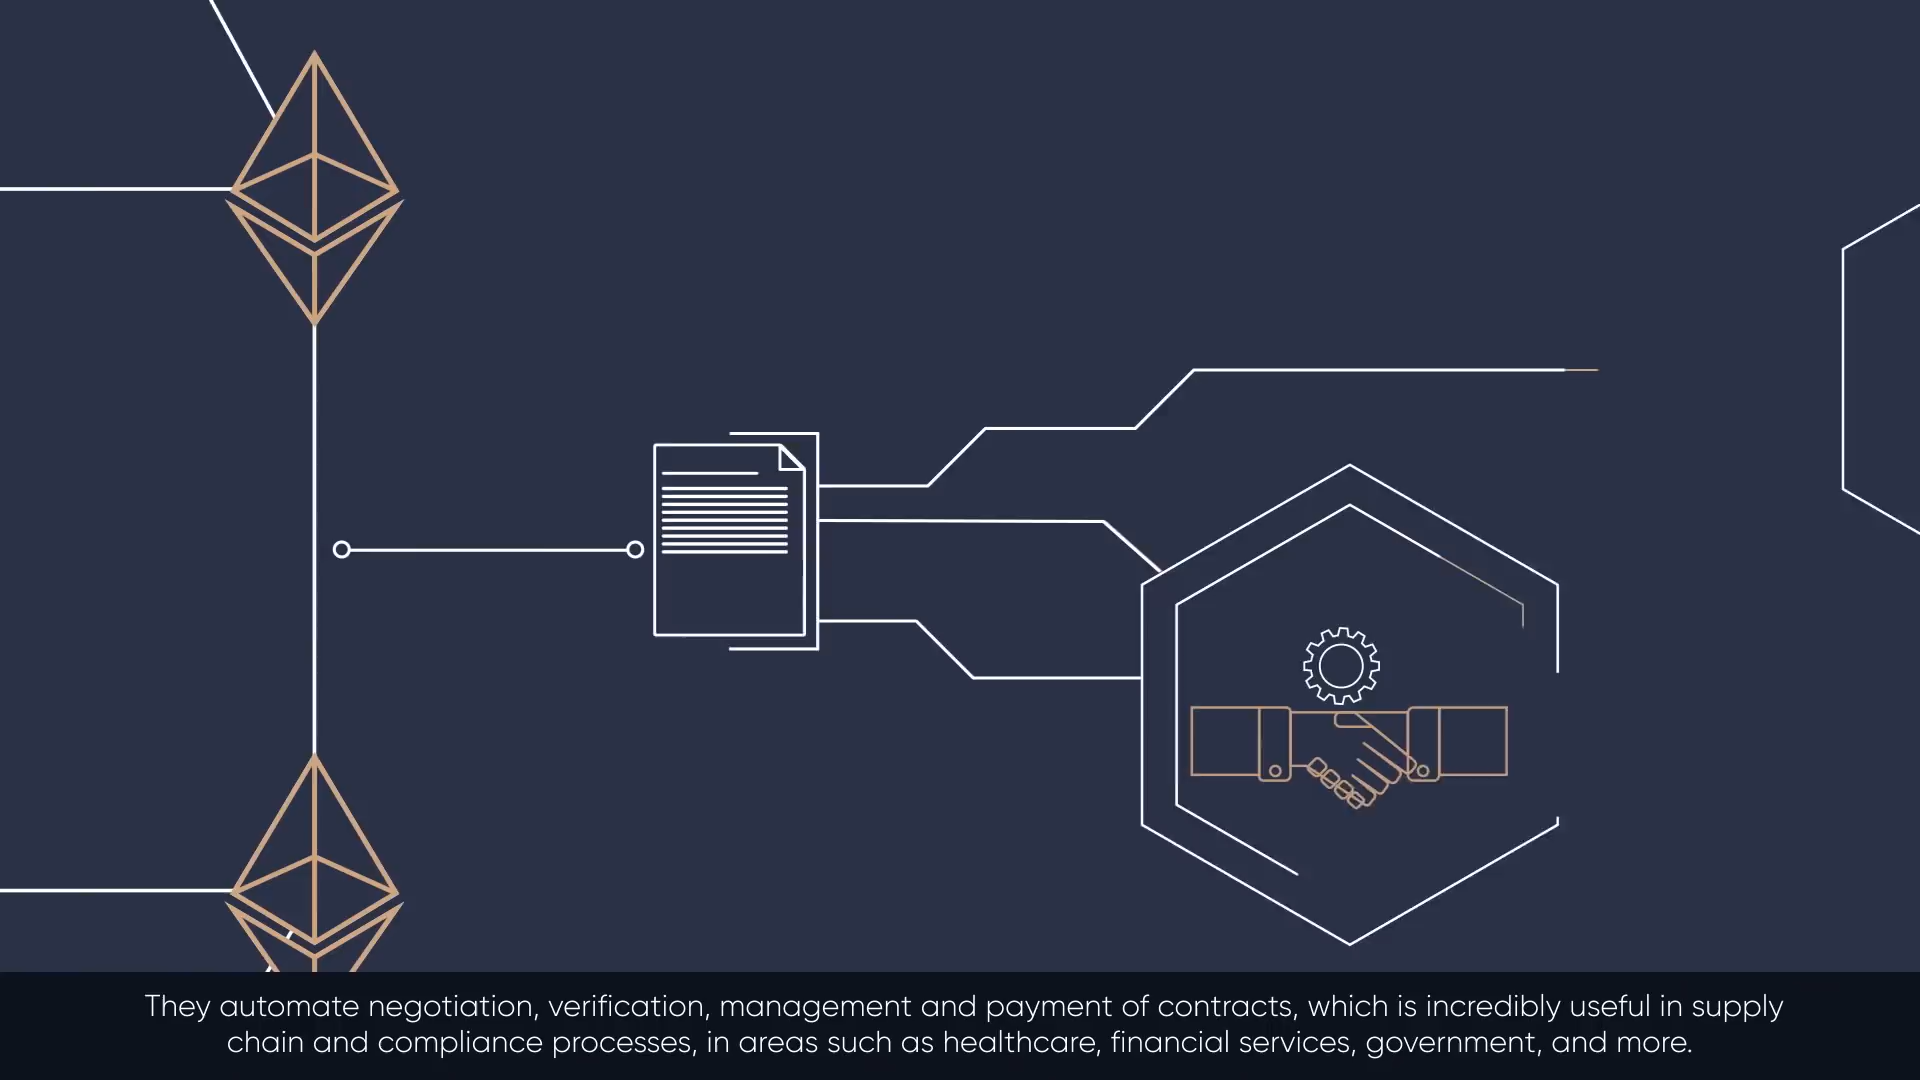 They automate negotiation, verification, management and payment of contracts, which is incredibly useful in supply
chain and compliance processes, in areas such as healthcare, financial services, government, and more.